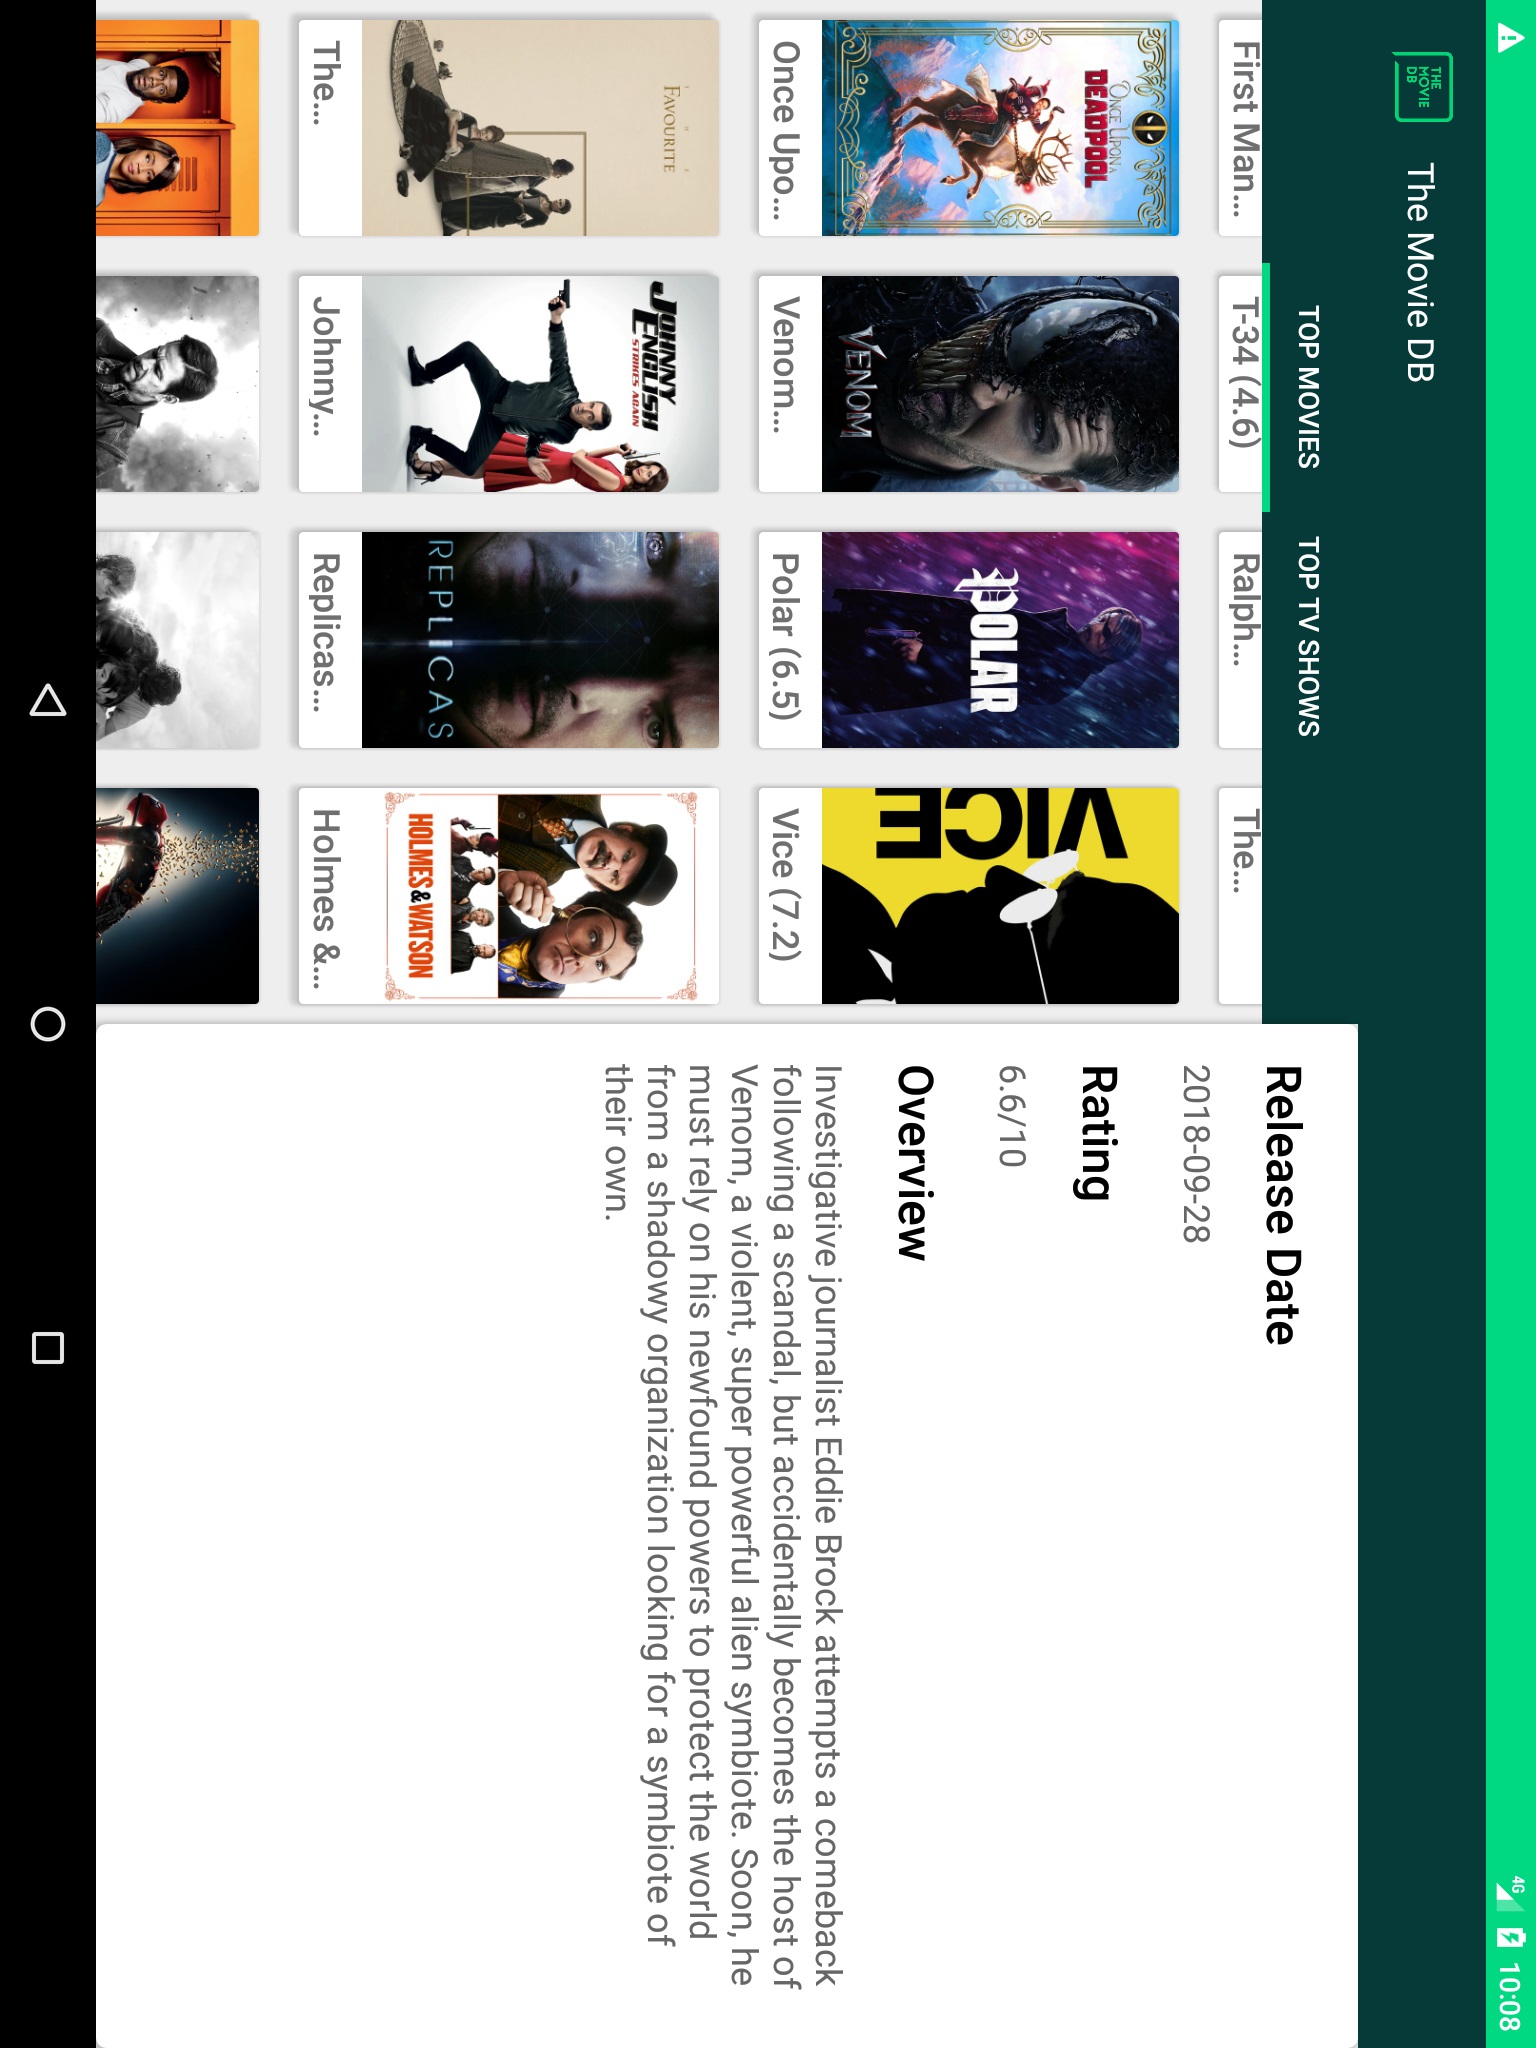 4G 10:08
THE
MOVIE
DB
The Movie DB
TOP MOVIES
TOP TV SHOWS
First Man...
T-34 (4.6)
Ralph...
The...
ONCE UPON A
DEADPOOL
VENOM
POLAR
VICE
Once Upo...
Venom...
Polar (6.5)
Vice (7.2)
THE
FAVOURITE
JOHNNY
ENGLISH
STRIKES AGAIN
REPLICAS
HOLMES & WATSON
The...
Johnny...
Replicas...
Holmes &...
Release Date
2018-09-28
Rating
6.6/10
Overview
Investigative journalist Eddie Brock attempts a comeback
following a scandal, but accidentally becomes the host of
Venom, a violent, super powerful alien symbiote. Soon, he
must rely on his newfound powers to protect the world
from a shadowy organization looking for a symbiote of
their own.